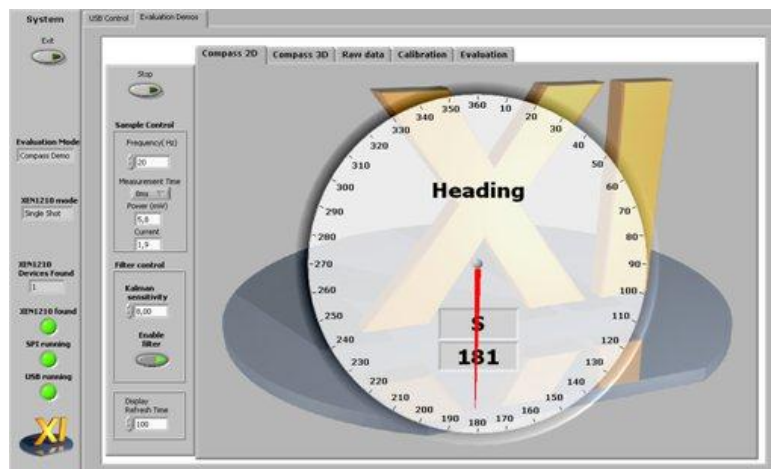 System
Exit
Evaluation Mode
Compass Demo
XEN1210 mode
Single Shot
XEN1210
Devices Found
1
XEN1210 found
SPI running
USB running
XI
USB Control
Evaluation Demos
Stop
Sample Control
Frequency( Hz)
20
Measurement Time
8ms
Power (mW)
5,8
Current
1,9
Filter control
Kalman
sensitivity
8,00
Enable
filter
Display
Refresh Time
100
Compass 2D
Compass 3D
Raw data
Calibration
Evaluation
XI
Heading
360
10
20
30
40
50
60
70
80
90
100
110
120
130
140
150
160
170
180
190
200
210
220
230
240
250
260
270
280
290
300
310
320
330
340
350
S
181